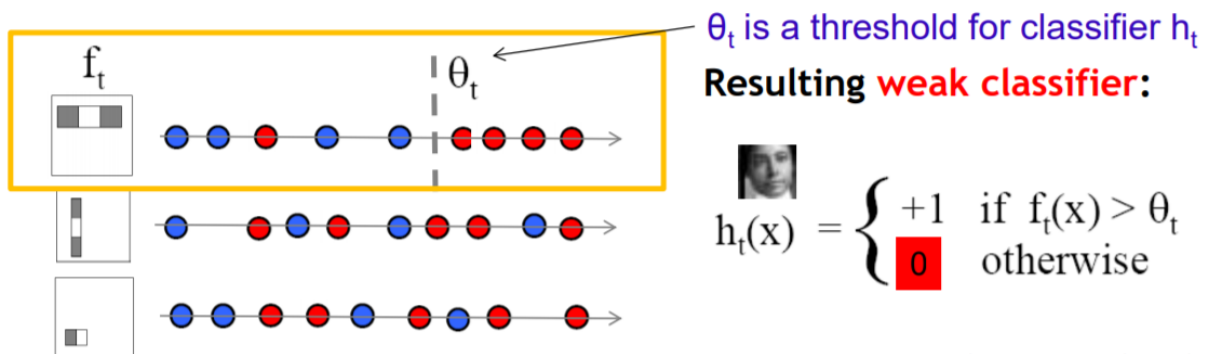 θₜ is a threshold for classifier hₜ
fₜ
θₜ
Resulting weak classifier:
hₜ(x) = { +1 if fₜ(x) > θₜ
0 otherwise